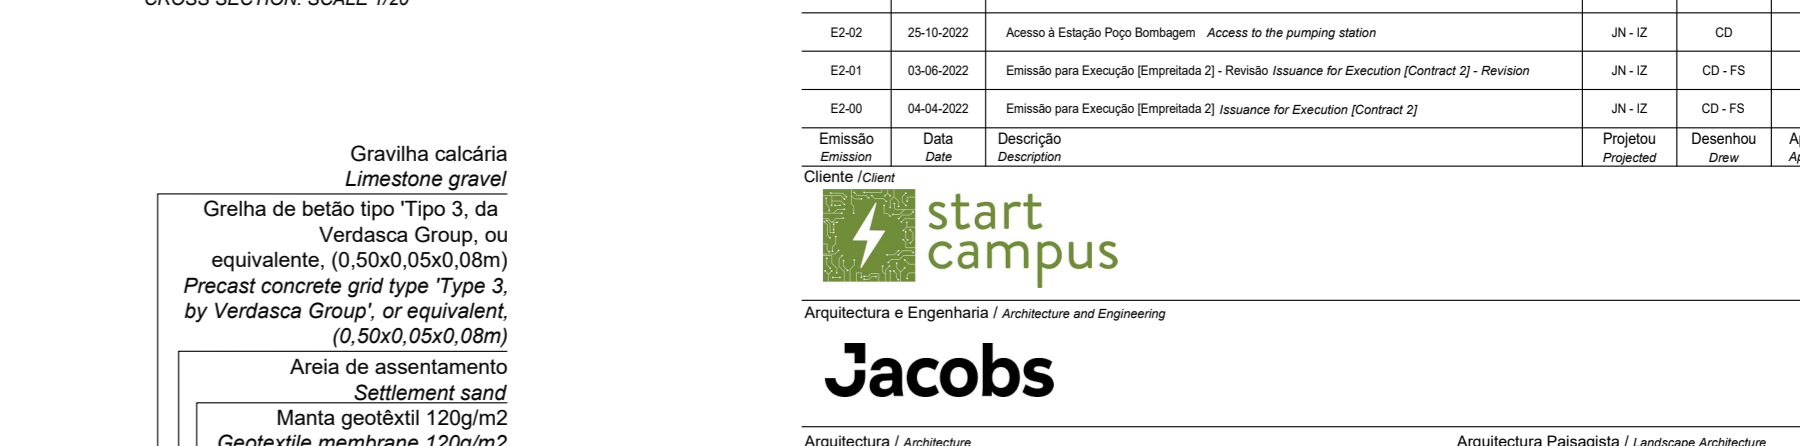 CROSS SECTION. SCALE 1/20
Gravilha calcária
Limestone gravel
Grelha de betão tipo 'Tipo 3, da
Verdasca Group, ou
equivalente, (0,50x0,05x0,08m)
Precast concrete grid type 'Type 3,
by Verdasca Group', or equivalent,
(0,50x0,05x0,08m)
Areia de assentamento
Settlement sand
Manta geotêxtil 120g/m2
Geotextile membrane 120g/m2
E2-02 25-10-2022 Acesso à Estação Poço Bombagem Access to the pumping station JN - IZ CD
E2-01 03-06-2022 Emissão para Execução [Empreitada 2] - Revisão Issuance for Execution [Contract 2] - Revision JN - IZ CD - FS
E2-00 04-04-2022 Emissão para Execução [Empreitada 2] Issuance for Execution [Contract 2] JN - IZ CD - FS
Emissão Data Descrição Projetou Desenhou
Emission Date Description Projected Drew
Cliente /Client
start
campus
Arquitectura e Engenharia / Architecture and Engineering
Jacobs
Arquitectura / Architecture Arquitectura Paisagista / Landscape Architecture